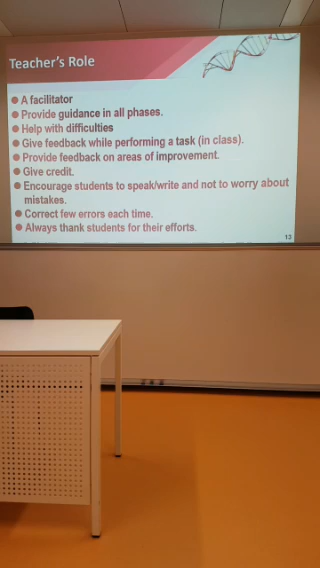 Teacher's Role
A facilitator
Provide guidance in all phases.
Help with difficulties
Give feedback while performing a task (in class).
Provide feedback on areas of improvement.
Give credit.
Encourage students to speak/write and not to worry about
mistakes.
Correct few errors each time.
Always thank students for their efforts.
13